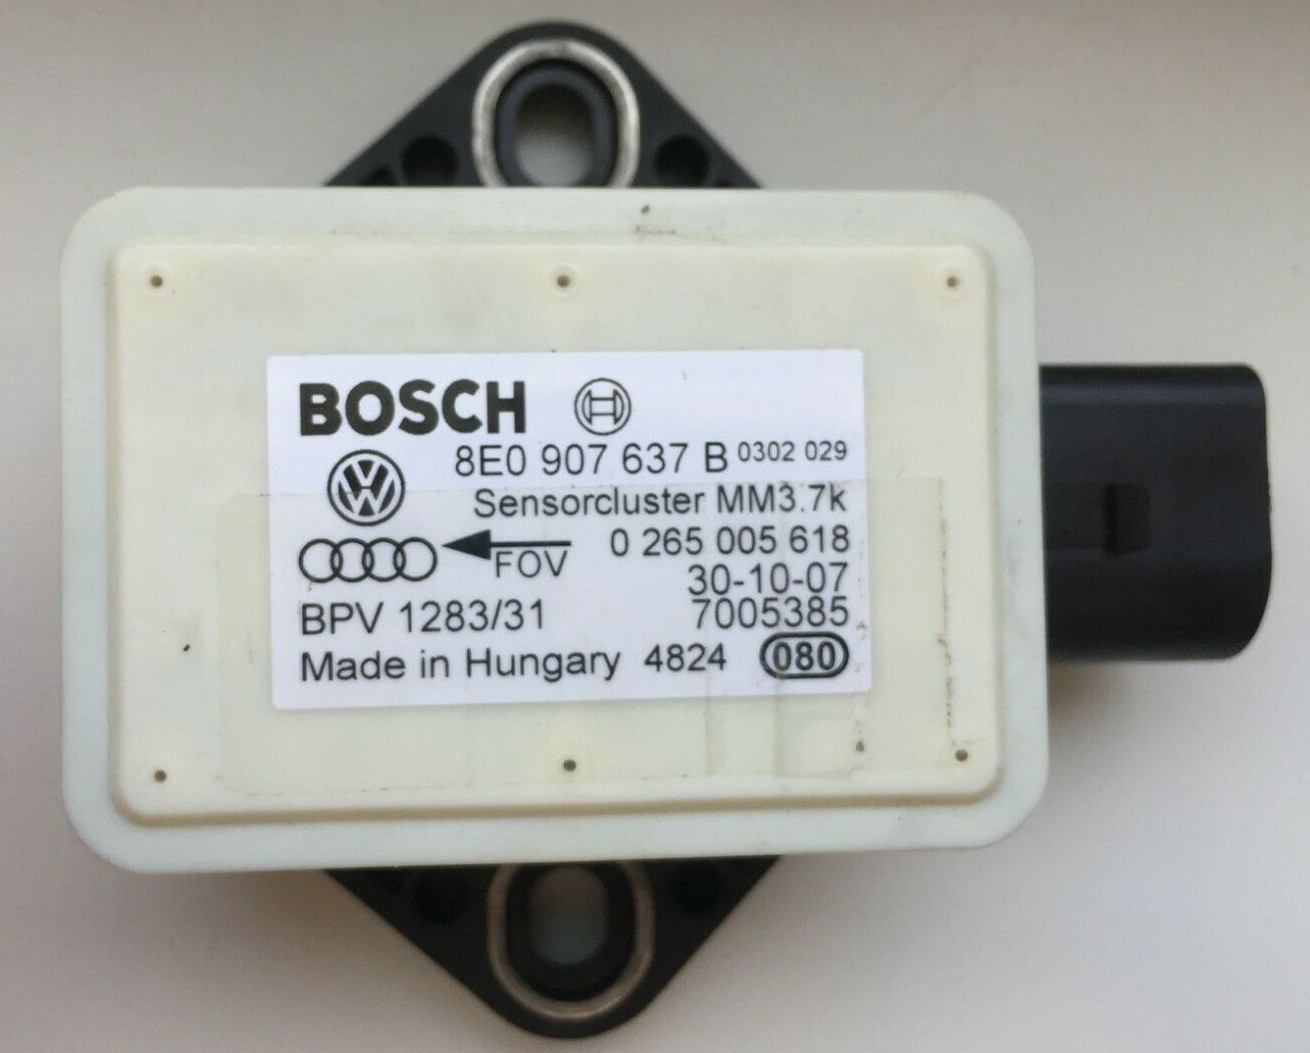 BOSCH
8E0 907 637 B 0302 029
Sensorcluster MM3.7k
FOV 0 265 005 618
30-10-07
BPV 1283/31 7005385
Made in Hungary 4824 080